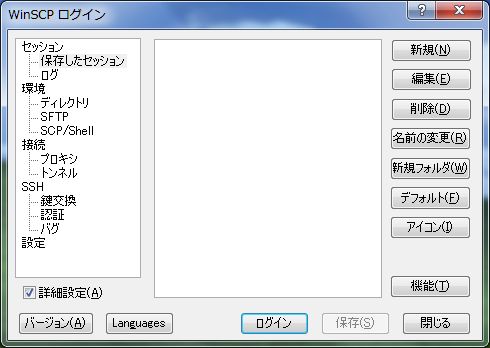 WinSCP ログイン
セッション
保存したセッション
ログ
環境
ディレクトリ
SFTP
SCP/Shell
接続
プロキシ
トンネル
SSH
鍵交換
認証
バグ
設定
詳細設定(A)
新規(N)
編集(E)
削除(D)
名前の変更(R)
新規フォルダ(W)
デフォルト(F)
アイコン(I)
機能(T)
バージョン(A)
Languages
ログイン
保存(S)
閉じる